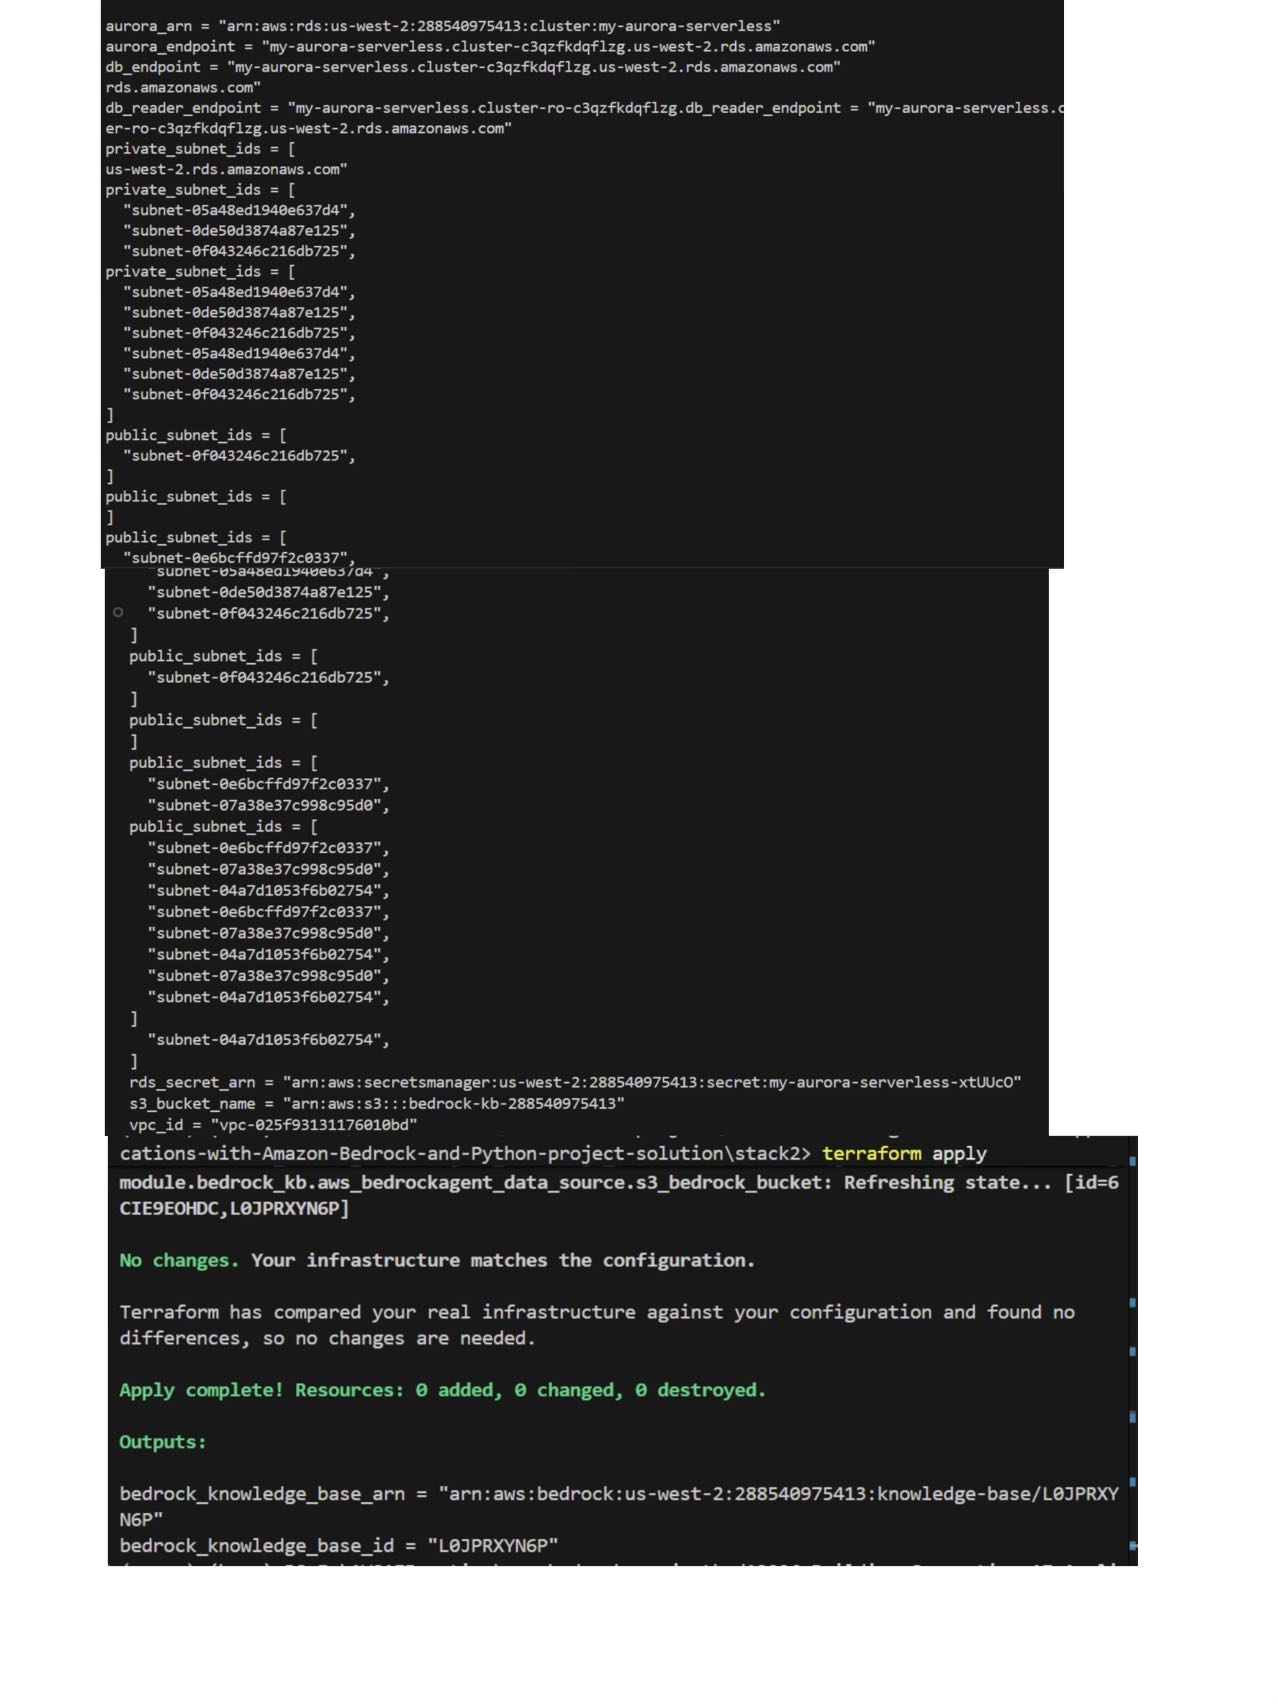 aurora_arn = "arn:aws:rds:us-west-2:288540975413:cluster:my-aurora-serverless"
aurora_endpoint = "my-aurora-serverless.cluster-c3qzfkdqflzg.us-west-2.rds.amazonaws.com"
db_endpoint = "my-aurora-serverless.cluster-c3qzfkdqflzg.us-west-2.rds.amazonaws.com"
rds.amazonaws.com"
db_reader_endpoint = "my-aurora-serverless.cluster-ro-c3qzfkdqflzg.db_reader_endpoint = "my-aurora-serverless.c
er-ro-c3qzfkdqflzg.us-west-2.rds.amazonaws.com"
private_subnet_ids = [
us-west-2.rds.amazonaws.com"
private_subnet_ids = [
"subnet-05a48ed1940e637d4",
"subnet-0de50d3874a87e125",
"subnet-0f043246c216db725",
private_subnet_ids = [
"subnet-05a48ed1940e637d4",
"subnet-0de50d3874a87e125",
"subnet-0f043246c216db725",
"subnet-05a48ed1940e637d4",
"subnet-0de50d3874a87e125",
"subnet-0f043246c216db725",
]
public_subnet_ids = [
"subnet-0f043246c216db725",
]
public_subnet_ids = [
]
public_subnet_ids = [
"subnet-0e6bcffd97f2c0337",
"subnet-05a48ed1940e637d4",
"subnet-0de50d3874a87e125",
"subnet-0f043246c216db725",
]
public_subnet_ids = [
"subnet-0f043246c216db725",
]
public_subnet_ids = [
]
public_subnet_ids = [
"subnet-0e6bcffd97f2c0337",
"subnet-07a38e37c998c95d0",
public_subnet_ids = [
"subnet-0e6bcffd97f2c0337",
"subnet-07a38e37c998c95d0",
"subnet-04a7d1053f6b02754",
"subnet-0e6bcffd97f2c0337",
"subnet-07a38e37c998c95d0",
"subnet-04a7d1053f6b02754",
"subnet-07a38e37c998c95d0",
"subnet-04a7d1053f6b02754",
]
"subnet-04a7d1053f6b02754",
]
rds_secret_arn = "arn:aws:secretsmanager:us-west-2:288540975413:secret:my-aurora-serverless-xtUUcO"
s3_bucket_name = "arn:aws:s3:::bedrock-kb-288540975413"
vpc_id = "vpc-025f93131176010bd"
cations-with-Amazon-Bedrock-and-Python-project-solution\stack2> terraform apply
module.bedrock_kb.aws_bedrockagent_data_source.s3_bedrock_bucket: Refreshing state... [id=6
CIE9EOHDC,L0JPRXYN6P]
No changes. Your infrastructure matches the configuration.
Terraform has compared your real infrastructure against your configuration and found no
differences, so no changes are needed.
Apply complete! Resources: 0 added, 0 changed, 0 destroyed.
Outputs:
bedrock_knowledge_base_arn = "arn:aws:bedrock:us-west-2:288540975413:knowledge-base/L0JPRXY
N6P"
bedrock_knowledge_base_id = "L0JPRXYN6P"